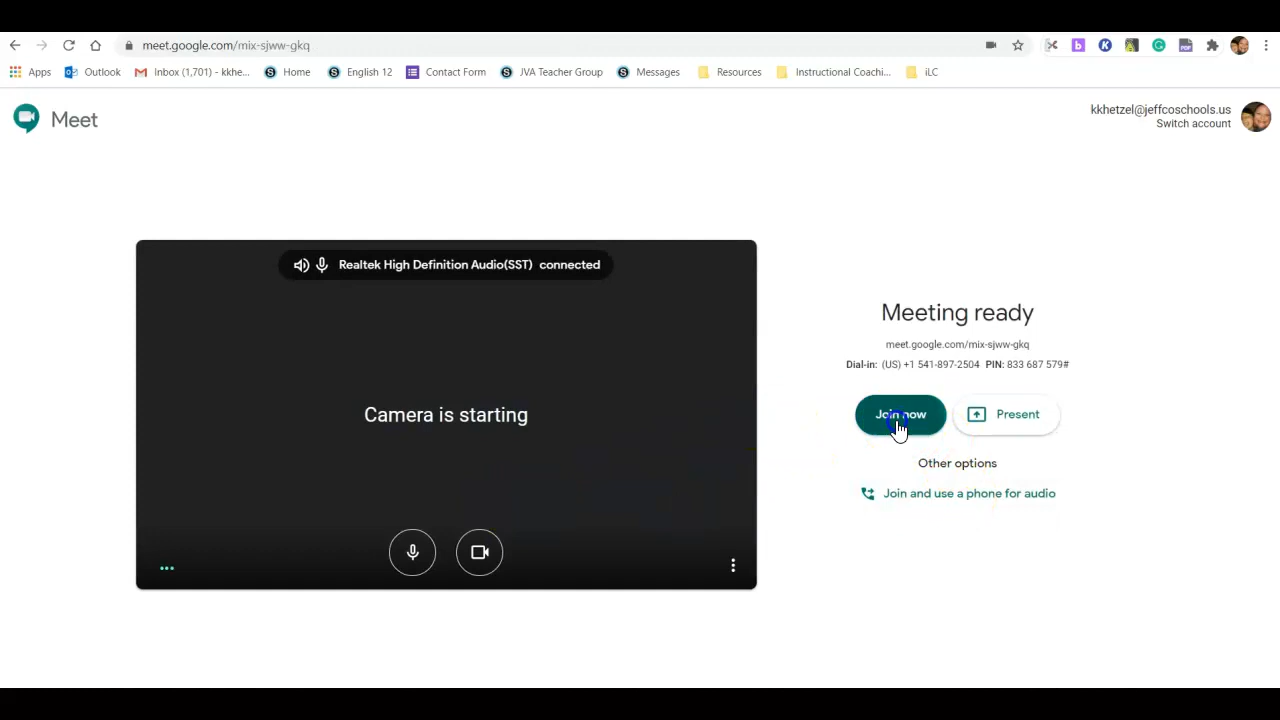 meet.google.com/mix-sjww-gkq
Apps Outlook Inbox (1,701) - kkhe... Home English 12 Contact Form JVA Teacher Group Messages Resources Instructional Coachi... iLC
Meet
kkhetzel@jeffcoschools.us
Switch account
Realtek High Definition Audio(SST) connected
Camera is starting
Meeting ready
meet.google.com/mix-sjww-gkq
Dial-in: (US) +1 541-897-2504 PIN: 833 687 579#
Join now
Present
Other options
Join and use a phone for audio